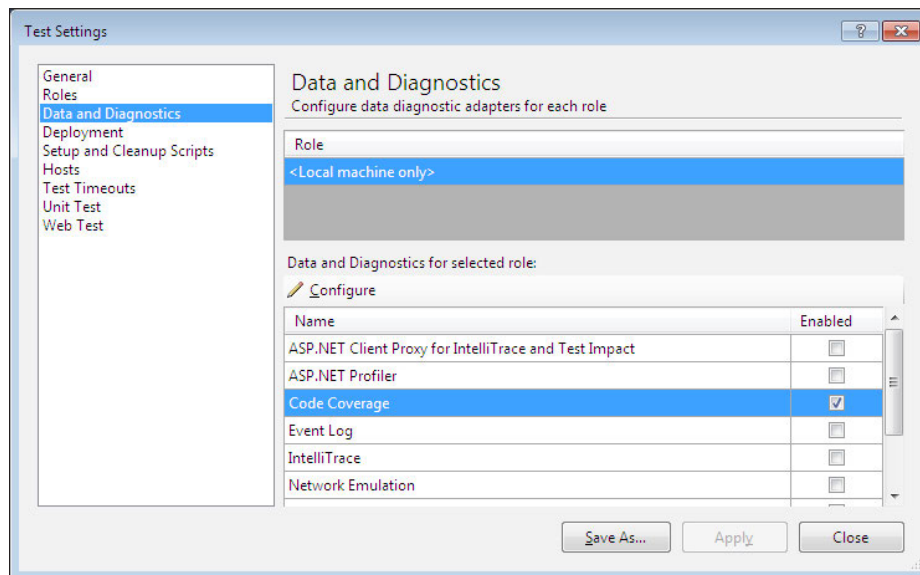 Test Settings
General
Roles
Data and Diagnostics
Deployment
Setup and Cleanup Scripts
Hosts
Test Timeouts
Unit Test
Web Test
Data and Diagnostics
Configure data diagnostic adapters for each role
Role
<Local machine only>
Data and Diagnostics for selected role:
Configure
Name Enabled
ASP.NET Client Proxy for IntelliTrace and Test Impact
ASP.NET Profiler
Code Coverage
Event Log
IntelliTrace
Network Emulation
Save As... Apply Close